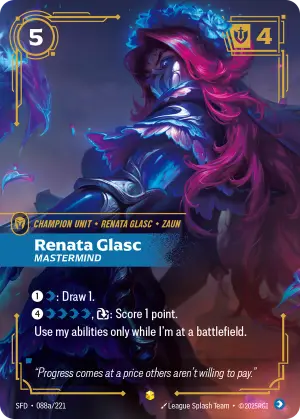 5
4
CHAMPION UNIT • RENATA GLASC • ZAUN
Renata Glasc
MASTERMIND
1 : Draw 1.
4 , : Score 1 point.
Use my abilities only while I'm at a battlefield.
"Progress comes at a price others aren't willing to pay."
SFD • 088a/221
League Splash Team • ©2025RGI